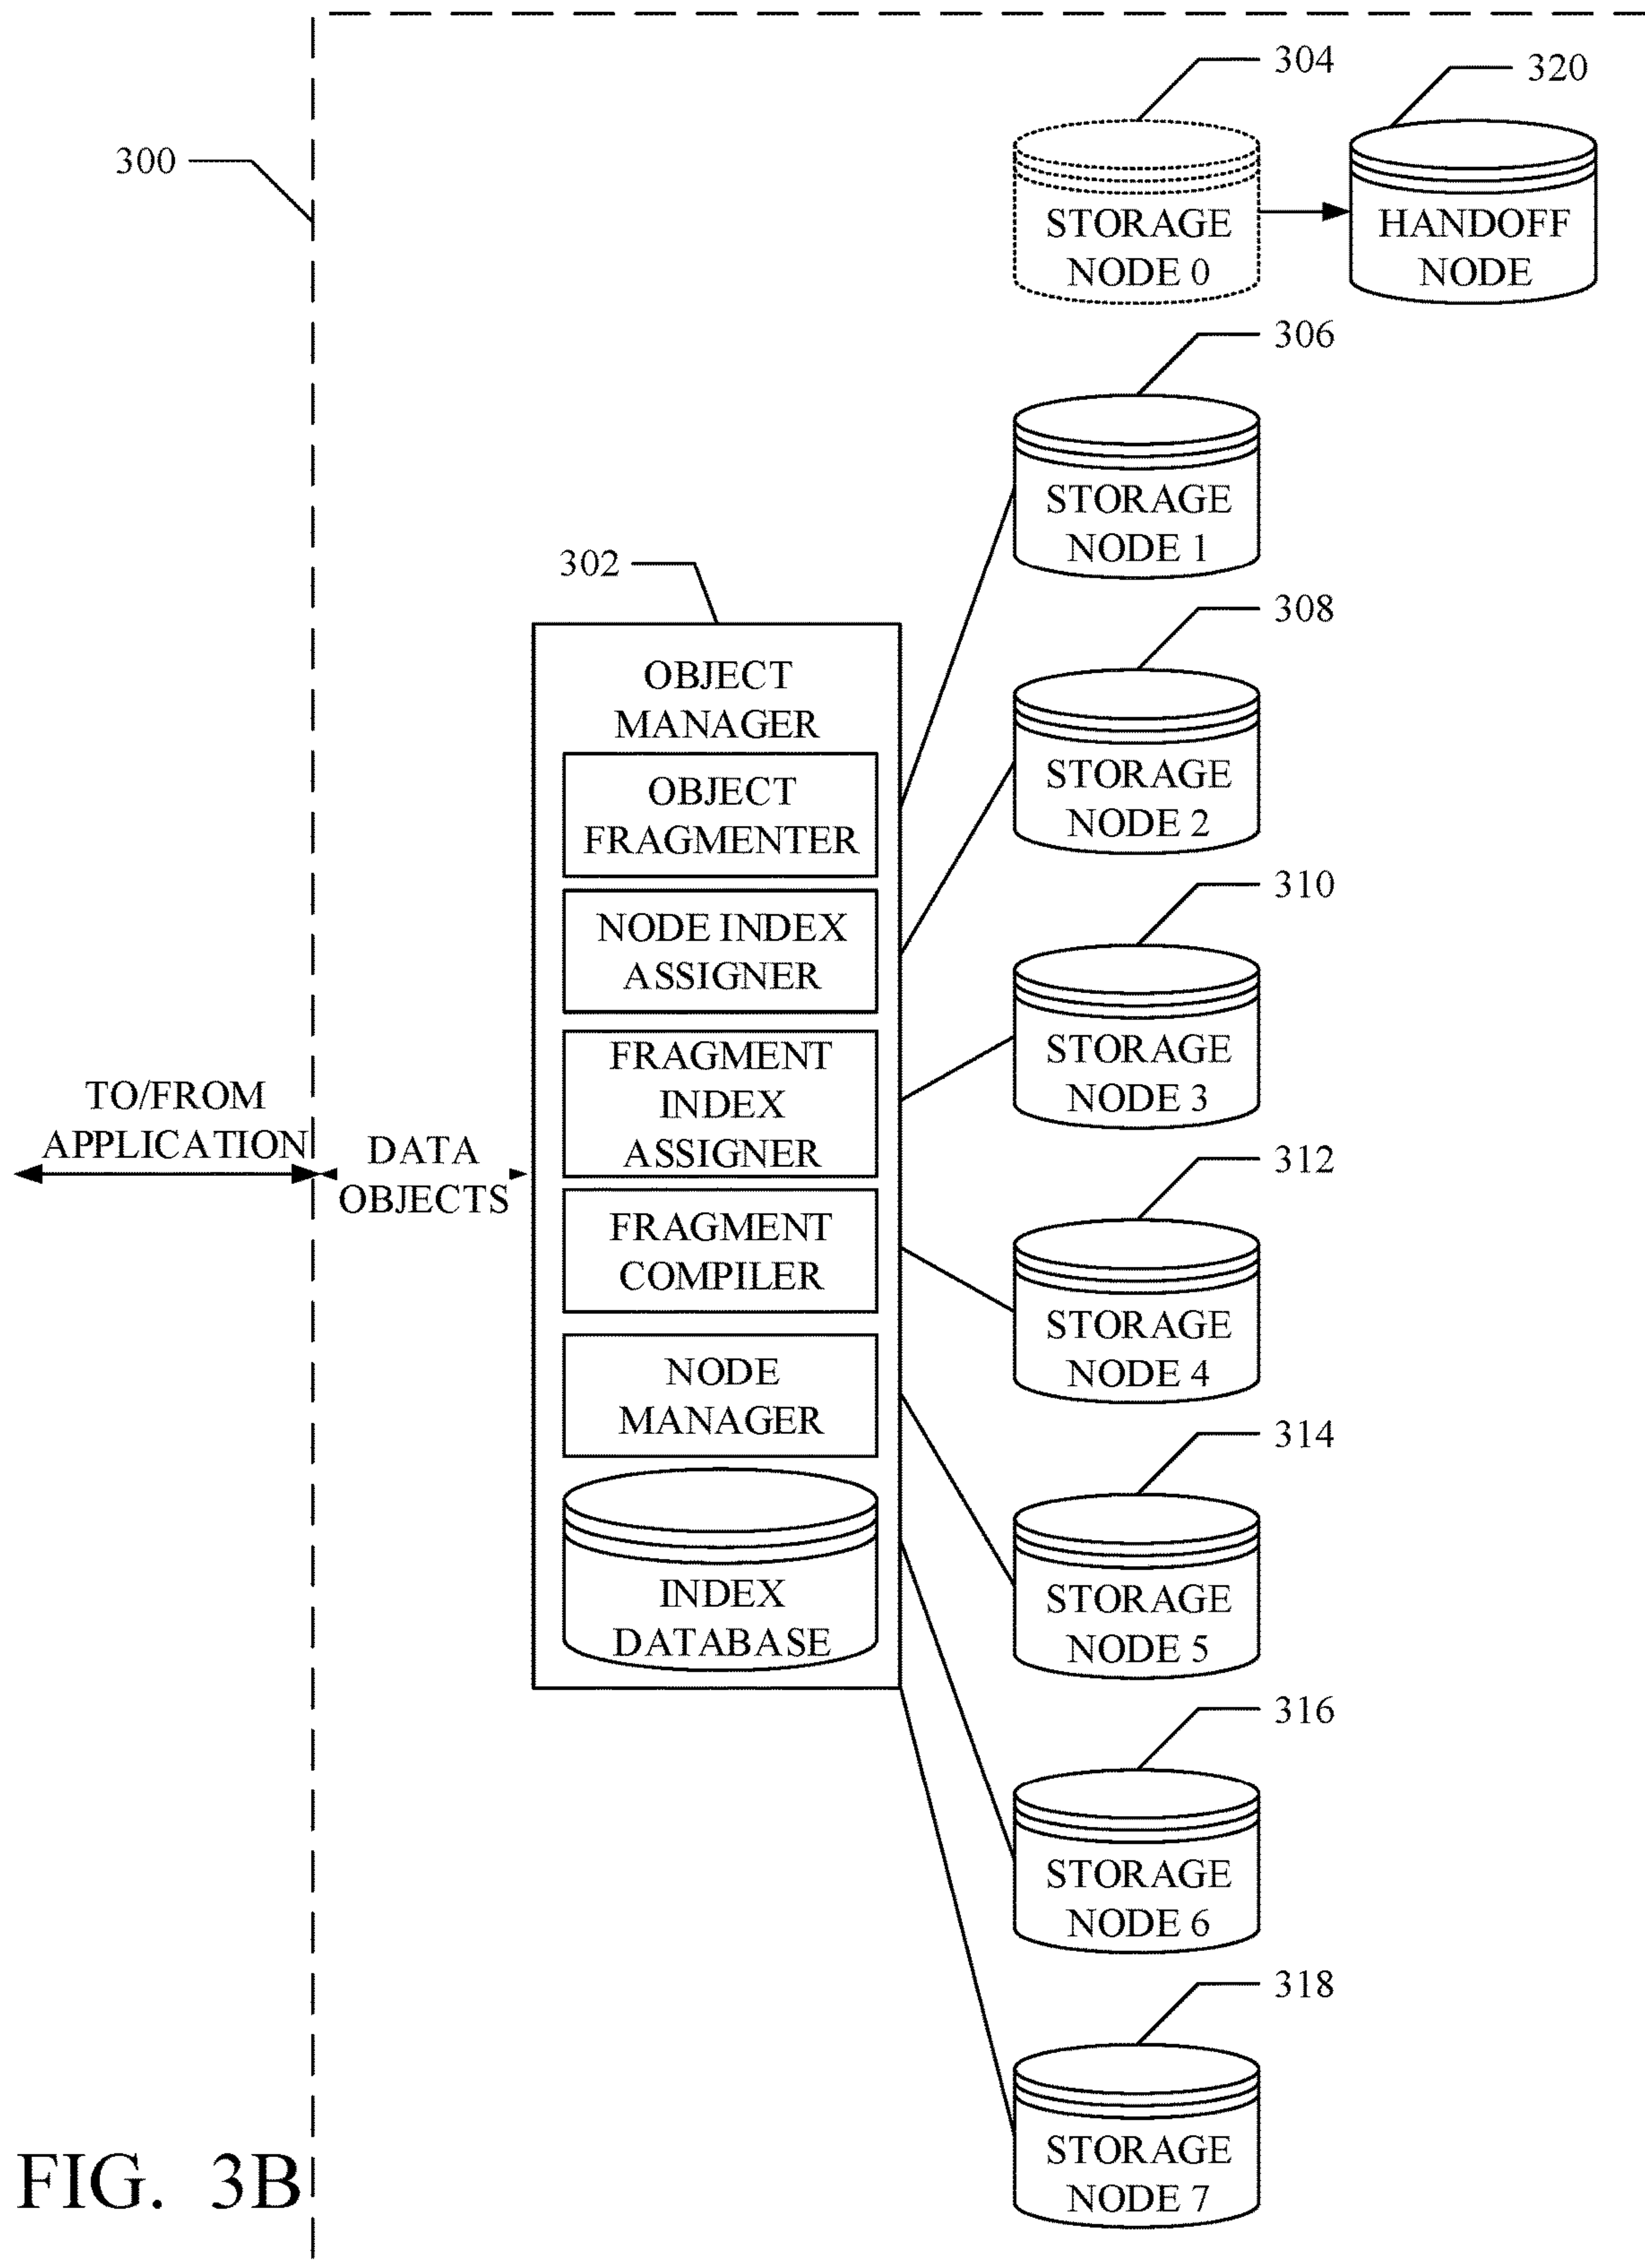 304
320
300
STORAGE
NODE 0
HANDOFF
NODE
306
STORAGE
NODE 1
302
308
OBJECT
MANAGER
STORAGE
NODE 2
OBJECT
FRAGMENTER
310
NODE INDEX
ASSIGNER
STORAGE
NODE 3
FRAGMENT
INDEX
ASSIGNER
TO/FROM
APPLICATION
DATA
OBJECTS
312
FRAGMENT
COMPILER
STORAGE
NODE 4
NODE
MANAGER
314
INDEX
DATABASE
STORAGE
NODE 5
316
STORAGE
NODE 6
318
STORAGE
NODE 7
FIG. 3B